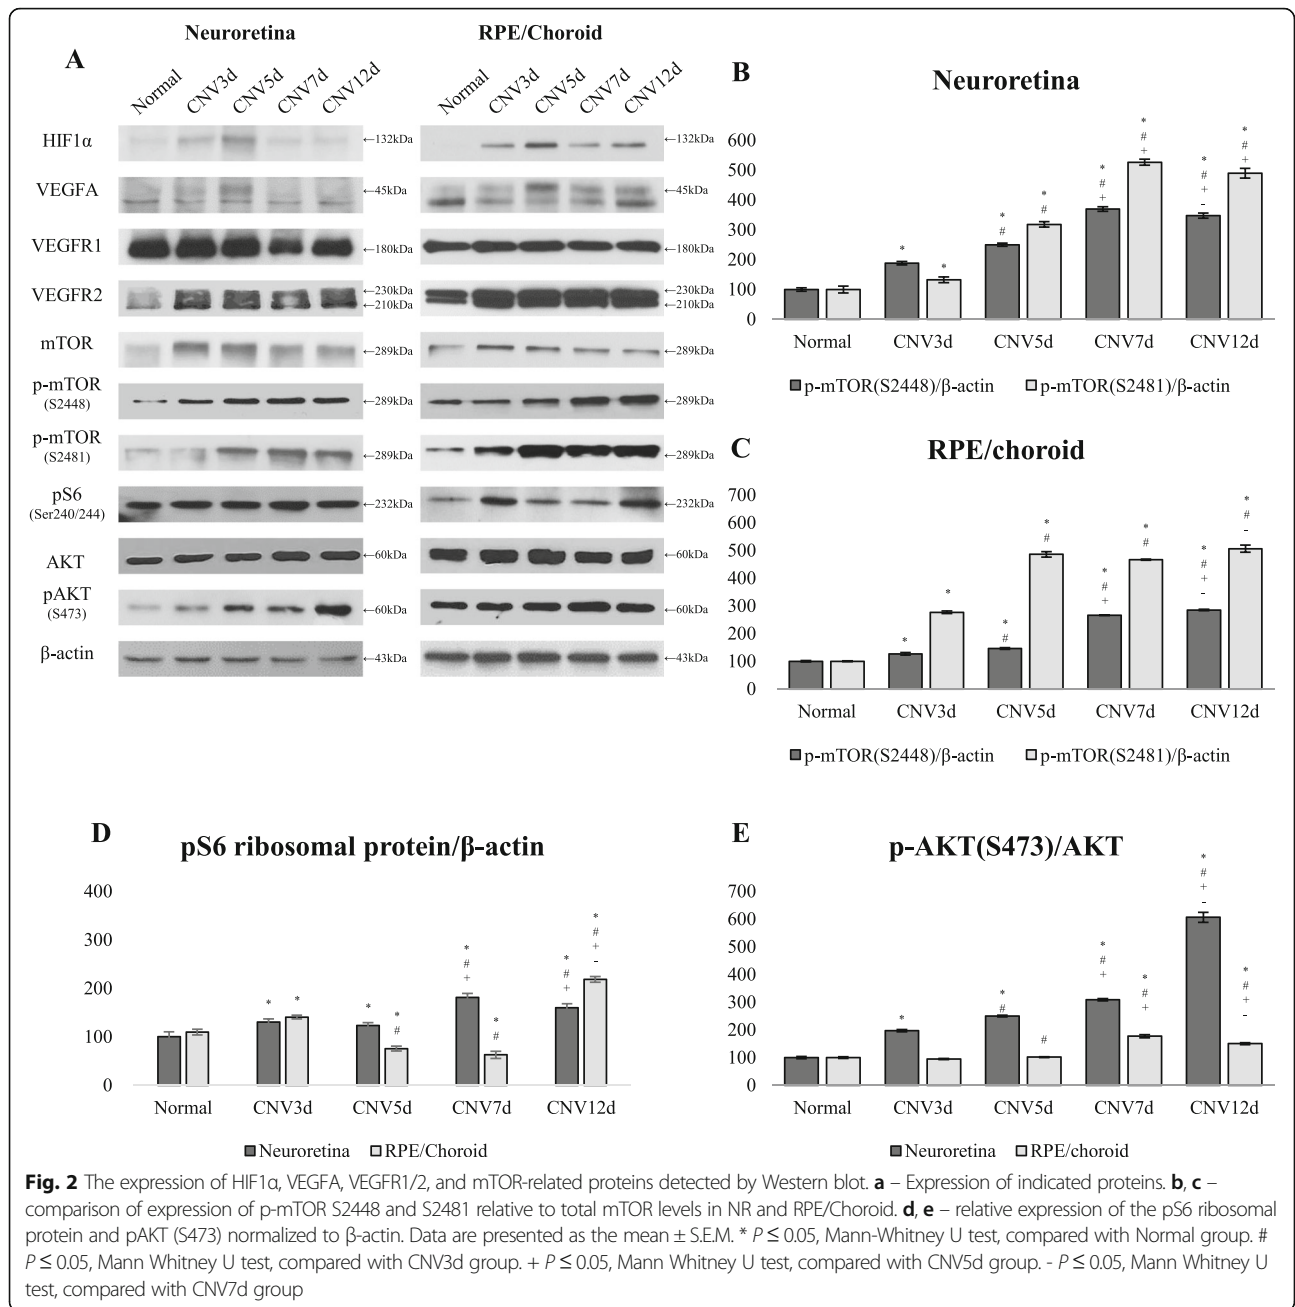 A
Neuroretina
RPE/Choroid
Normal CNV3d CNV5d CNV7d CNV12d
Normal CNV3d CNV5d CNV7d CNV12d
HIF1α ←132kDa ←132kDa
VEGFA ←45kDa ←45kDa
VEGFR1 ←180kDa ←180kDa
VEGFR2 ←230kDa ←230kDa
←210kDa ←210kDa
mTOR ←289kDa ←289kDa
p-mTOR
(S2448) ←289kDa ←289kDa
p-mTOR
(S2481) ←289kDa ←289kDa
pS6
(Ser240/244) ←232kDa ←232kDa
AKT ←60kDa ←60kDa
pAKT
(S473) ←60kDa ←60kDa
β-actin ←43kDa ←43kDa
B
Neuroretina
600
500
400
300
200
100
0
* * * # * # * # + * # + * # + - * # +
Normal CNV3d CNV5d CNV7d CNV12d
p-mTOR(S2448)/β-actin p-mTOR(S2481)/β-actin
C
RPE/choroid
700
600
500
400
300
200
100
0
* * * # * # * # + * # * # + - * # -
Normal CNV3d CNV5d CNV7d CNV12d
p-mTOR(S2448)/β-actin p-mTOR(S2481)/β-actin
D
pS6 ribosomal protein/β-actin
400
300
200
100
0
* * * * # * # + * # * # + * # + -
Normal CNV3d CNV5d CNV7d CNV12d
Neuroretina RPE/Choroid
E
p-AKT(S473)/AKT
700
600
500
400
300
200
100
0
* * # # * # + * # + * # + - * # + -
Normal CNV3d CNV5d CNV7d CNV12d
Neuroretina RPE/choroid
Fig. 2 The expression of HIF1α, VEGFA, VEGFR1/2, and mTOR-related proteins detected by Western blot. a – Expression of indicated proteins. b, c –
comparison of expression of p-mTOR S2448 and S2481 relative to total mTOR levels in NR and RPE/Choroid. d, e – relative expression of the pS6 ribosomal
protein and pAKT (S473) normalized to β-actin. Data are presented as the mean ± S.E.M. * P ≤ 0.05, Mann-Whitney U test, compared with Normal group. #
P ≤ 0.05, Mann Whitney U test, compared with CNV3d group. + P ≤ 0.05, Mann Whitney U test, compared with CNV5d group. - P ≤ 0.05, Mann Whitney U
test, compared with CNV7d group